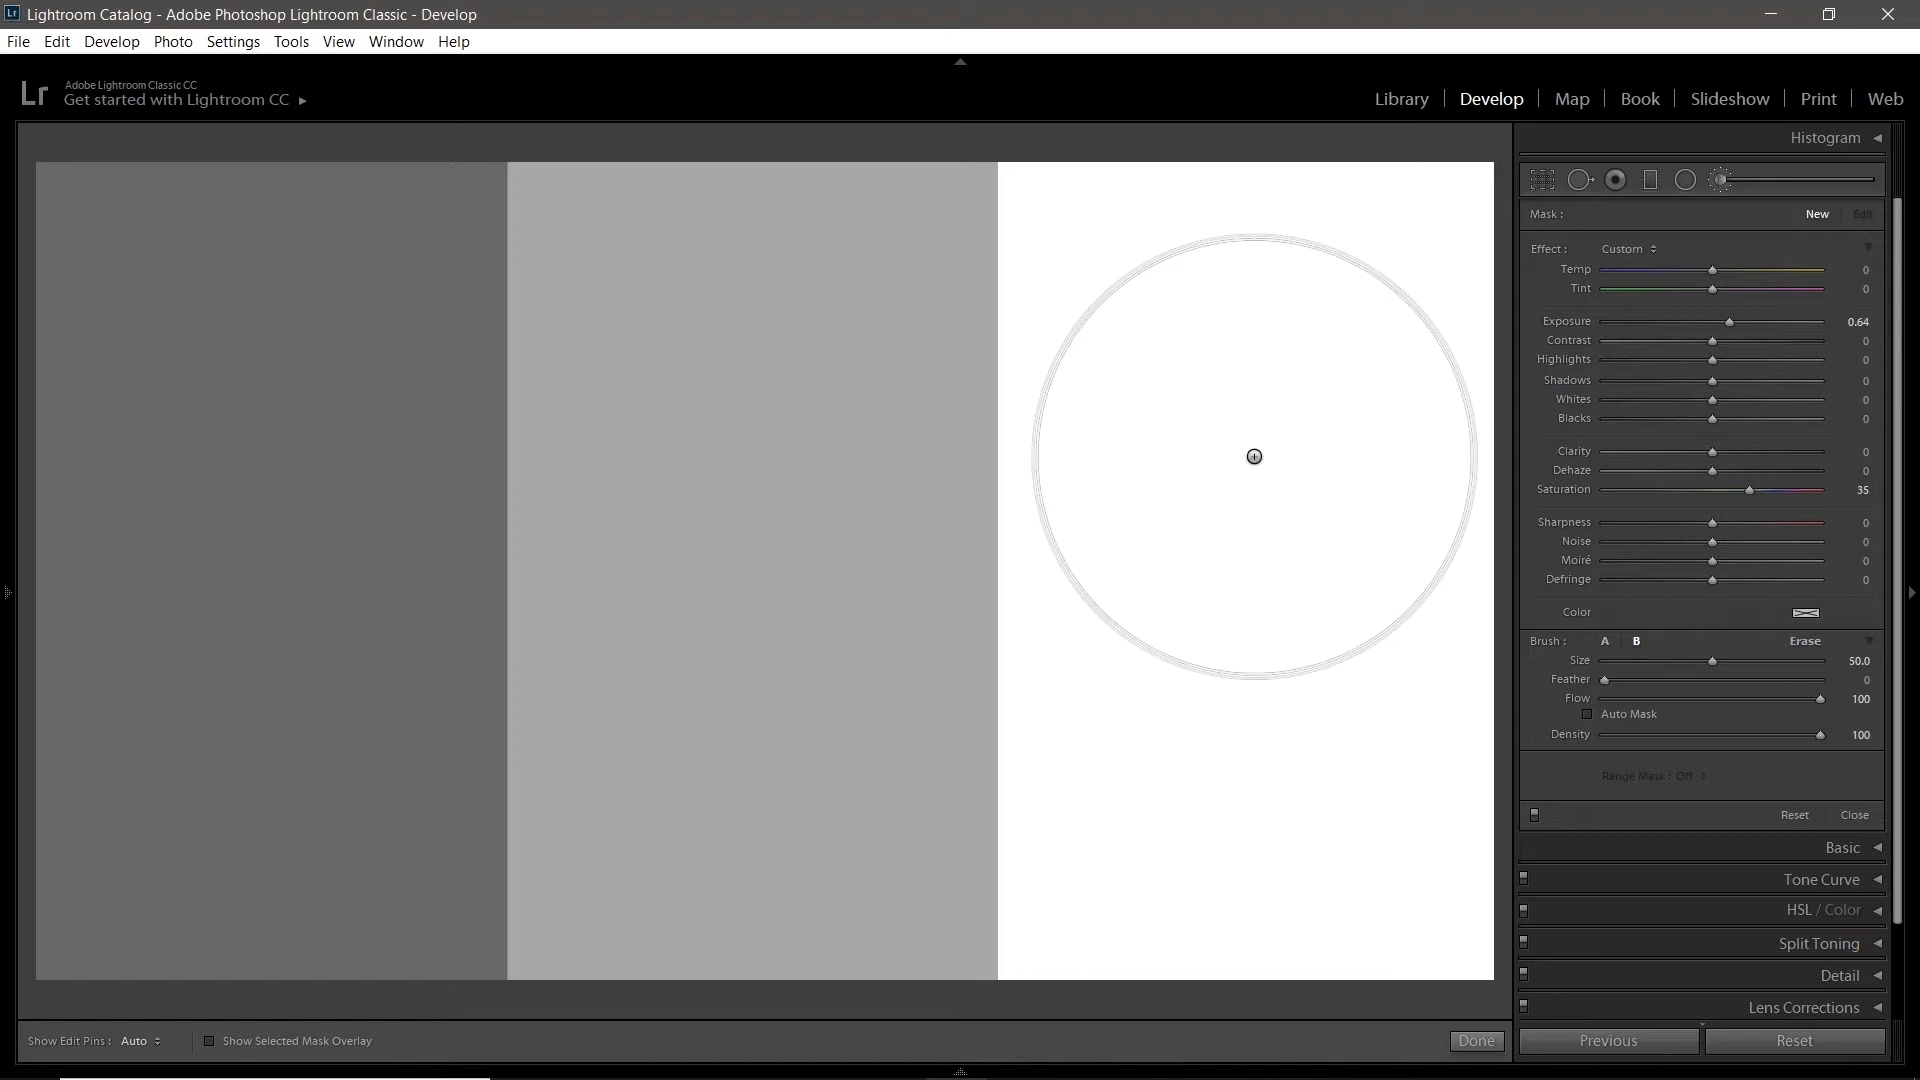 Lr Lightroom Catalog - Adobe Photoshop Lightroom Classic - Develop
File Edit Develop Photo Settings Tools View Window Help
Lr Adobe Lightroom Classic CC
Get started with Lightroom CC
Library Develop Map Book Slideshow Print Web
Histogram
Mask : New Edit
Effect : Custom
Temp 0
Tint 0
Exposure 0.64
Contrast 0
Highlights 0
Shadows 0
Whites 0
Blacks 0
Clarity 0
Dehaze 0
Saturation 35
Sharpness 0
Noise 0
Moiré 0
Defringe 0
Color
Brush : A B Erase
Size 50.0
Feather 0
Flow 100
Auto Mask
Density 100
Range Mask : Off
Reset Close
Basic
Tone Curve
HSL / Color
Split Toning
Detail
Lens Corrections
Show Edit Pins : Auto Show Selected Mask Overlay Done Previous Reset